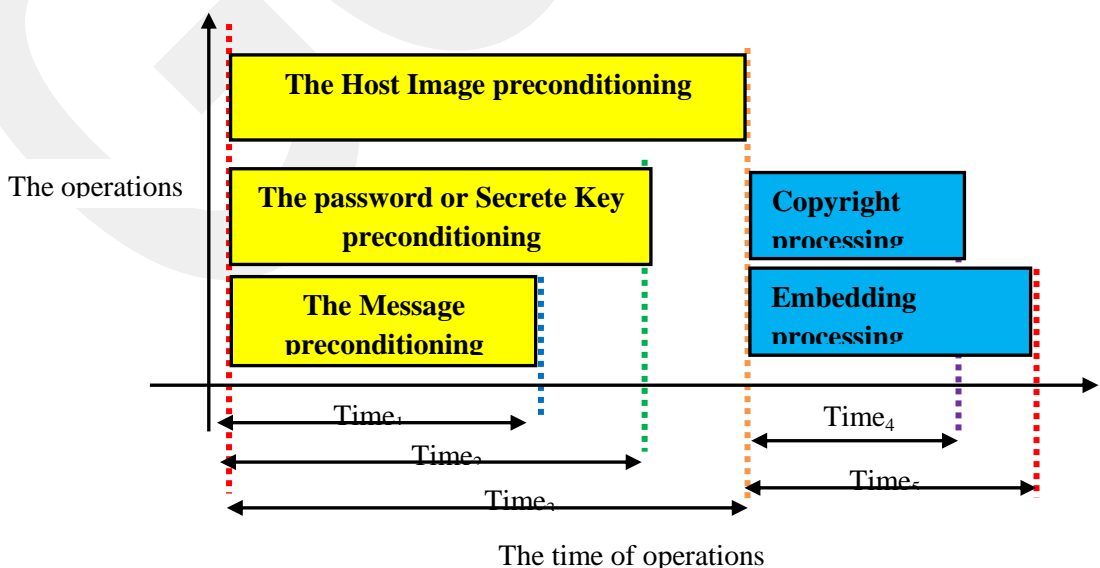 The Host Image preconditioning
The operations
The password or Secrete Key
preconditioning
Copyright
processing
The Message
preconditioning
Embedding
processing
Time₁
Time₄
Time₂
Time₅
Time₃
The time of operations